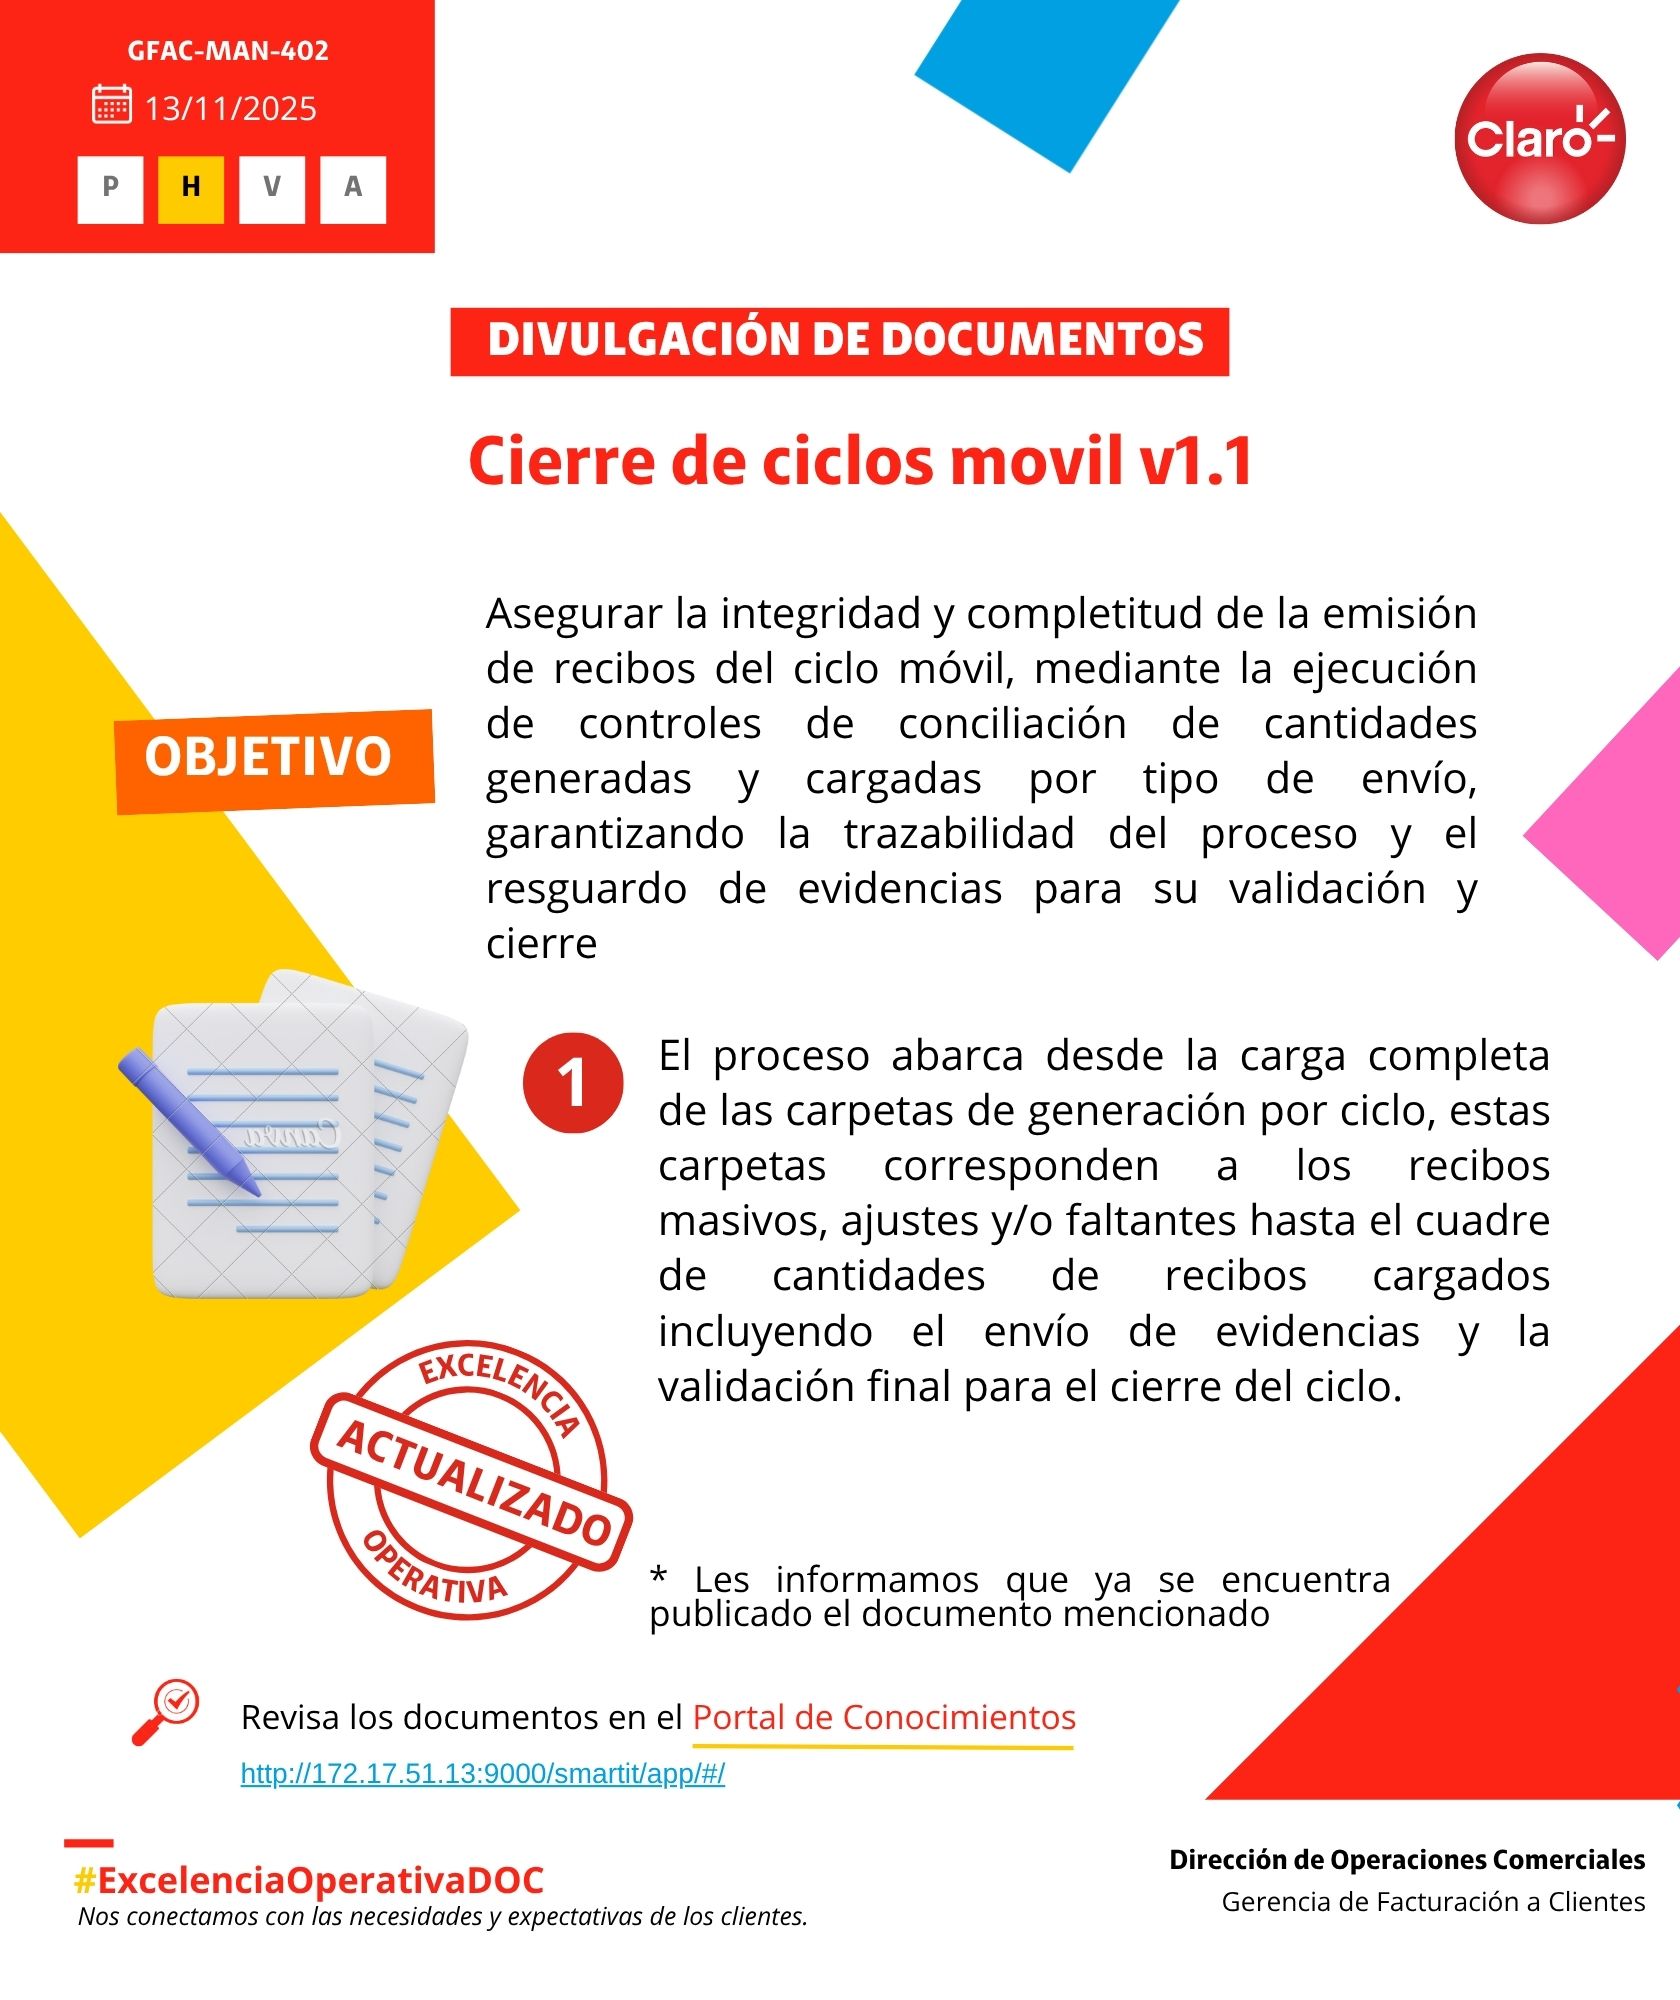 GFAC-MAN-402
13/11/2025
P H V A
Claro
DIVULGACIÓN DE DOCUMENTOS
Cierre de ciclos movil v1.1
OBJETIVO
Asegurar la integridad y completitud de la emisión
de recibos del ciclo móvil, mediante la ejecución
de controles de conciliación de cantidades
generadas y cargadas por tipo de envío,
garantizando la trazabilidad del proceso y el
resguardo de evidencias para su validación y
cierre
Canva
1
El proceso abarca desde la carga completa
de las carpetas de generación por ciclo, estas
carpetas corresponden a los recibos
masivos, ajustes y/o faltantes hasta el cuadre
de cantidades de recibos cargados
incluyendo el envío de evidencias y la
validación final para el cierre del ciclo.
EXCELENCIA
ACTUALIZADO
OPERATIVA
* Les informamos que ya se encuentra
publicado el documento mencionado
Revisa los documentos en el Portal de Conocimientos
http://172.17.51.13:9000/smartit/app/#/
#ExcelenciaOperativaDOC
Nos conectamos con las necesidades y expectativas de los clientes.
Dirección de Operaciones Comerciales
Gerencia de Facturación a Clientes